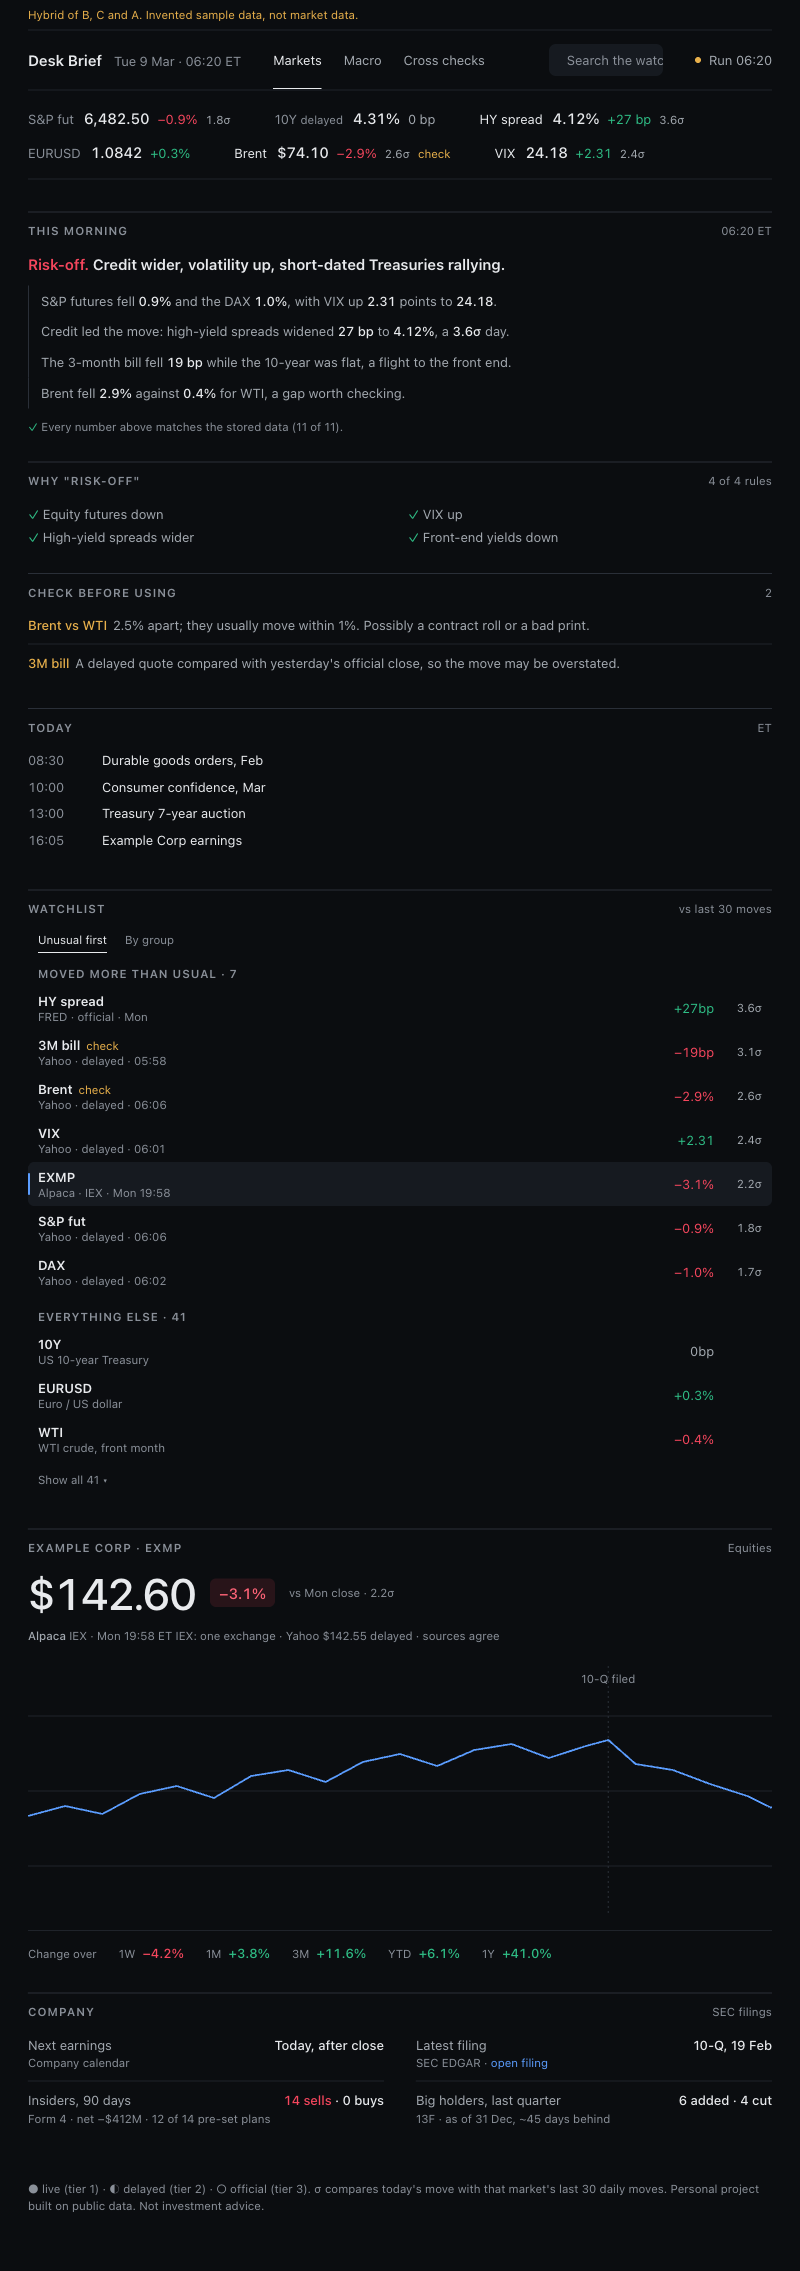 Hybrid of B, C and A. Invented sample data, not market data.
Desk Brief Tue 9 Mar · 06:20 ET Markets Macro Cross checks Search the watc Run 06:20
S&P fut 6,482.50 −0.9% 1.8σ 10Y delayed 4.31% 0 bp HY spread 4.12% +27 bp 3.6σ
EURUSD 1.0842 +0.3% Brent $74.10 −2.9% 2.6σ check VIX 24.18 +2.31 2.4σ
THIS MORNING 06:20 ET
Risk-off. Credit wider, volatility up, short-dated Treasuries rallying.
S&P futures fell 0.9% and the DAX 1.0%, with VIX up 2.31 points to 24.18.
Credit led the move: high-yield spreads widened 27 bp to 4.12%, a 3.6σ day.
The 3-month bill fell 19 bp while the 10-year was flat, a flight to the front end.
Brent fell 2.9% against 0.4% for WTI, a gap worth checking.
✓ Every number above matches the stored data (11 of 11).
WHY "RISK-OFF" 4 of 4 rules
✓ Equity futures down ✓ VIX up
✓ High-yield spreads wider ✓ Front-end yields down
CHECK BEFORE USING 2
Brent vs WTI 2.5% apart; they usually move within 1%. Possibly a contract roll or a bad print.
3M bill A delayed quote compared with yesterday's official close, so the move may be overstated.
TODAY ET
08:30 Durable goods orders, Feb
10:00 Consumer confidence, Mar
13:00 Treasury 7-year auction
16:05 Example Corp earnings
WATCHLIST vs last 30 moves
Unusual first By group
MOVED MORE THAN USUAL · 7
HY spread +27bp 3.6σ
FRED · official · Mon
3M bill check −19bp 3.1σ
Yahoo · delayed · 05:58
Brent check −2.9% 2.6σ
Yahoo · delayed · 06:06
VIX +2.31 2.4σ
Yahoo · delayed · 06:01
EXMP −3.1% 2.2σ
Alpaca · IEX · Mon 19:58
S&P fut −0.9% 1.8σ
Yahoo · delayed · 06:06
DAX −1.0% 1.7σ
Yahoo · delayed · 06:02
EVERYTHING ELSE · 41
10Y 0bp
US 10-year Treasury
EURUSD +0.3%
Euro / US dollar
WTI −0.4%
WTI crude, front month
Show all 41 ▾
EXAMPLE CORP · EXMP Equities
$142.60 −3.1% vs Mon close · 2.2σ
Alpaca IEX · Mon 19:58 ET IEX: one exchange · Yahoo $142.55 delayed · sources agree
10-Q filed
Change over 1W −4.2% 1M +3.8% 3M +11.6% YTD +6.1% 1Y +41.0%
COMPANY SEC filings
Next earnings Today, after close Latest filing 10-Q, 19 Feb
Company calendar SEC EDGAR · open filing
Insiders, 90 days 14 sells · 0 buys Big holders, last quarter 6 added · 4 cut
Form 4 · net −$412M · 12 of 14 pre-set plans 13F · as of 31 Dec, ~45 days behind
● live (tier 1) · ◐ delayed (tier 2) · ○ official (tier 3). σ compares today's move with that market's last 30 daily moves. Personal project
built on public data. Not investment advice.